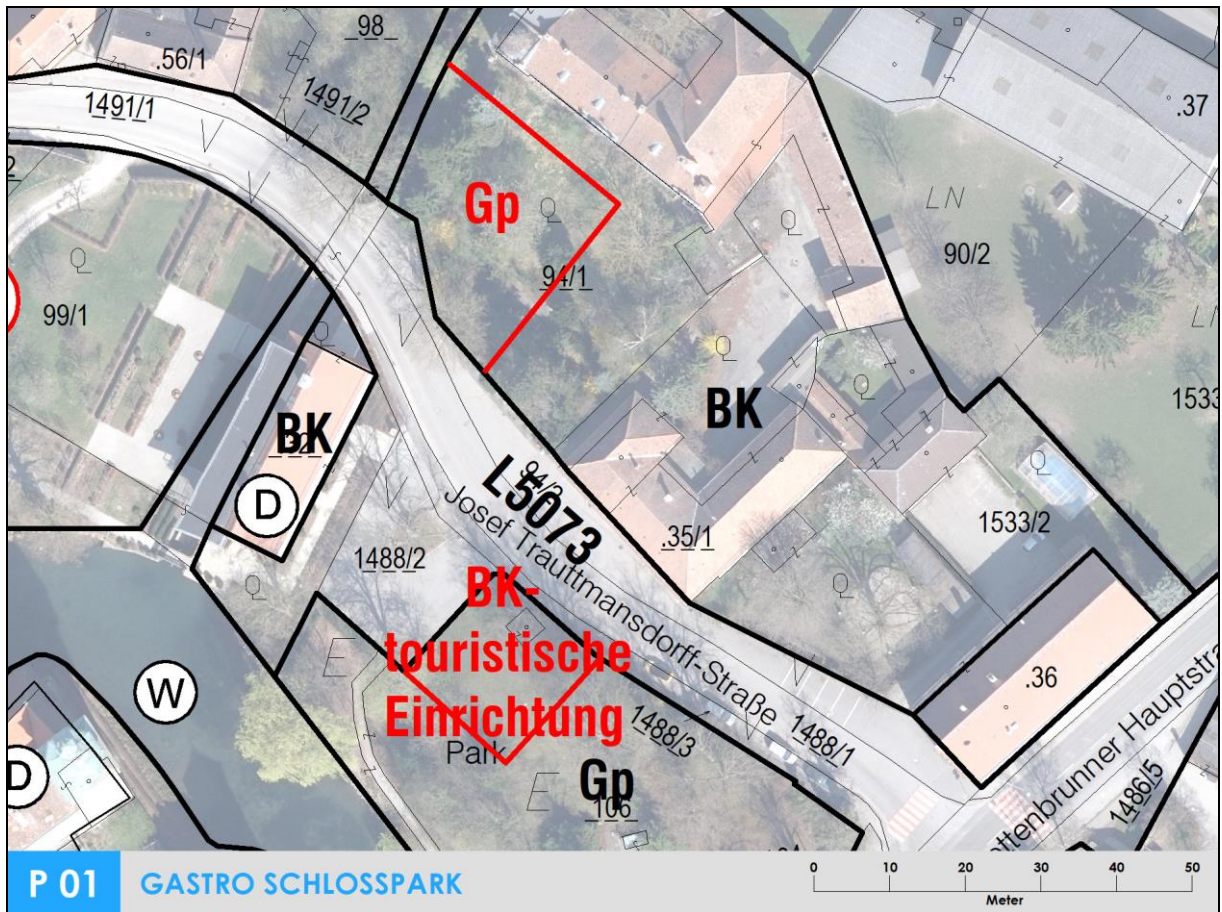 98
.56/1
1491/1
1491/2
.37
Gp
LN
94/1
90/2
99/1
BK
BK
D
94/2
L5073
Josef Trauttmansdorff-Straße
.35/1
1533/2
1488/2
BK-
touristische
Einrichtung
E
W
.36
1488/3
1488/1
Park
Gp
E
106
1486/5
D
P 01
GASTRO SCHLOSSPARK
0 10 20 30 40 50
Meter